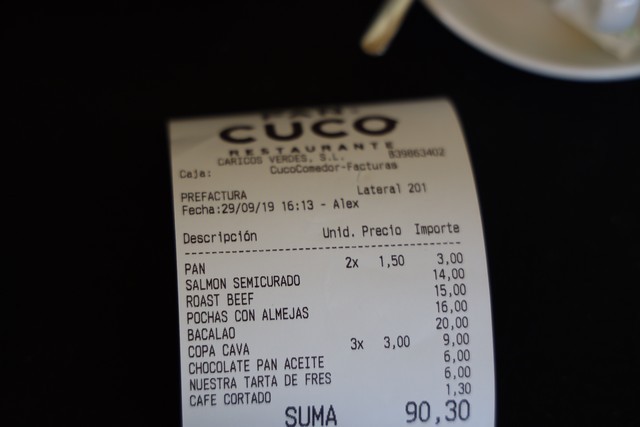 PAN-
CUCO
RESTAURANTE
CARICOS VERDES, S.L. B39863402
Caja: CucoComedor-Facturas
PREFACTURA Lateral 201
Fecha:29/09/19 16:13 - Alex
Descripción Unid. Precio Importe
PAN 2x 1,50 3,00
SALMON SEMICURADO 14,00
ROAST BEEF 15,00
POCHAS CON ALMEJAS 16,00
BACALAO 20,00
COPA CAVA 3x 3,00 9,00
CHOCOLATE PAN ACEITE 6,00
NUESTRA TARTA DE FRES 6,00
CAFE CORTADO 1,30
SUMA 90,30